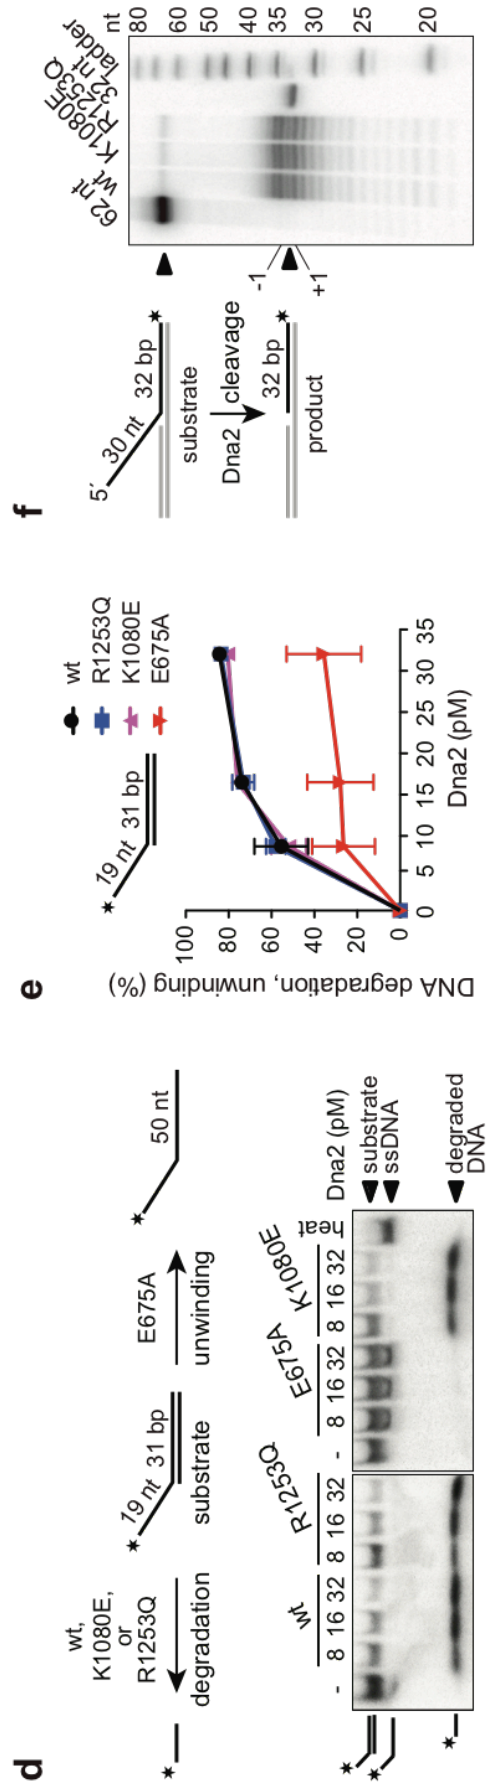 d
wt,
K1080E,
or
R1253Q
degradation
19 nt 31 bp
substrate
E675A
unwinding
50 nt
wt R1253Q E675A K1080E
- 8 16 32 8 16 32 - 8 16 32 8 16 32 heat Dna2 (pM)
substrate
ssDNA
degraded
DNA
e
19 nt 31 bp
wt
R1253Q
K1080E
E675A
DNA degradation, unwinding (%)
100
80
60
40
20
0
0 5 10 15 20 25 30 35
Dna2 (pM)
f
5´ 30 nt 32 bp
substrate
Dna2 cleavage
32 bp
product
62 nt
wt
K1080E
R1253Q
32 nt
ladder
nt
80
60
50
40
35
30
25
20
-1
+1